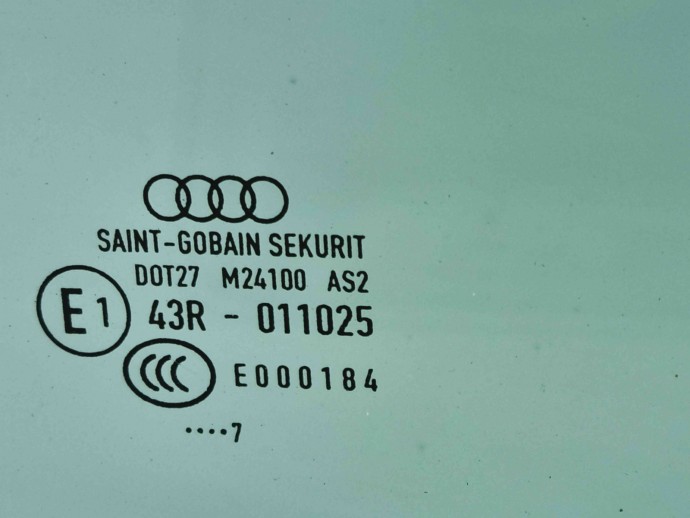 SAINT-GOBAIN SEKURIT
DOT27 M24100 AS2
E1 43R - 011025
CCC E000184
....7